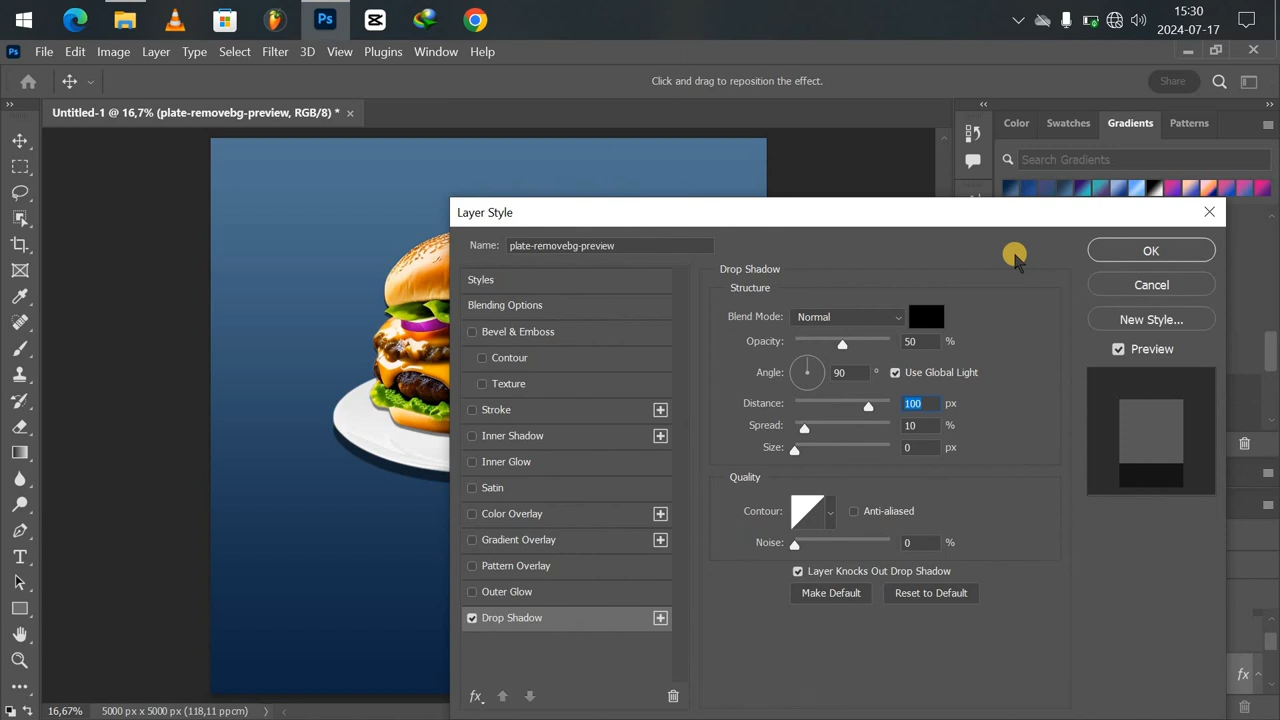 15:30
2024-07-17
Ps
Ps File Edit Image Layer Type Select Filter 3D View Plugins Window Help
Click and drag to reposition the effect.
Share
Untitled-1 @ 16,7% (plate-removebg-preview, RGB/8) *
Color Swatches Gradients Patterns
Search Gradients
Layer Style
Name: plate-removebg-preview
Styles
Blending Options
Bevel & Emboss
Contour
Texture
Stroke
Inner Shadow
Inner Glow
Satin
Color Overlay
Gradient Overlay
Pattern Overlay
Outer Glow
Drop Shadow
fx
Drop Shadow
Structure
Blend Mode: Normal
Opacity: 50 %
Angle: 90 ° Use Global Light
Distance: 100 px
Spread: 10 %
Size: 0 px
Quality
Contour: Anti-aliased
Noise: 0 %
Layer Knocks Out Drop Shadow
Make Default Reset to Default
OK
Cancel
New Style...
Preview
fx
16,67% 5000 px x 5000 px (118,11 ppcm)